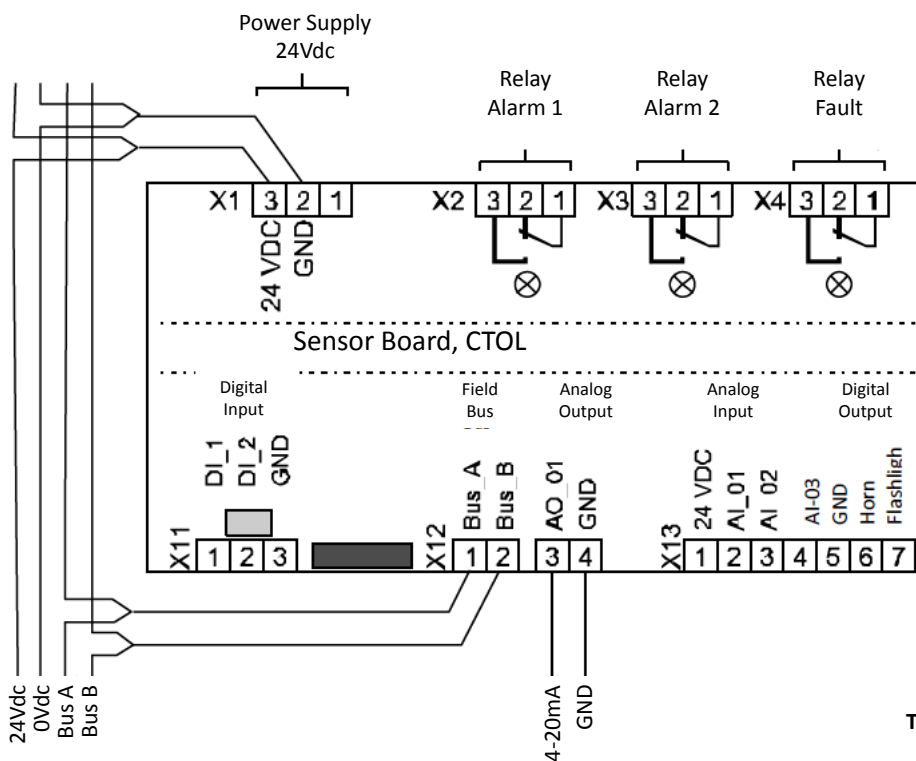 Power Supply
24Vdc
Relay
Alarm 1
Relay
Alarm 2
Relay
Fault
X1 3 2 1
X2 3 2 1
X3 3 2 1
X4 3 2 1
24 VDC
GND
Sensor Board, CTOL
Digital
Input
Field
Bus
Analog
Output
Analog
Input
Digital
Output
DI_1
DI_2
GND
Bus_A
Bus_B
AO_01
GND
24 VDC
AI_01
AI_02
AI-03
GND
Horn
Flashligh
X11 1 2 3
X12 1 2 3 4
X13 1 2 3 4 5 6 7
24Vdc
0Vdc
Bus A
Bus B
4-20mA
GND
T